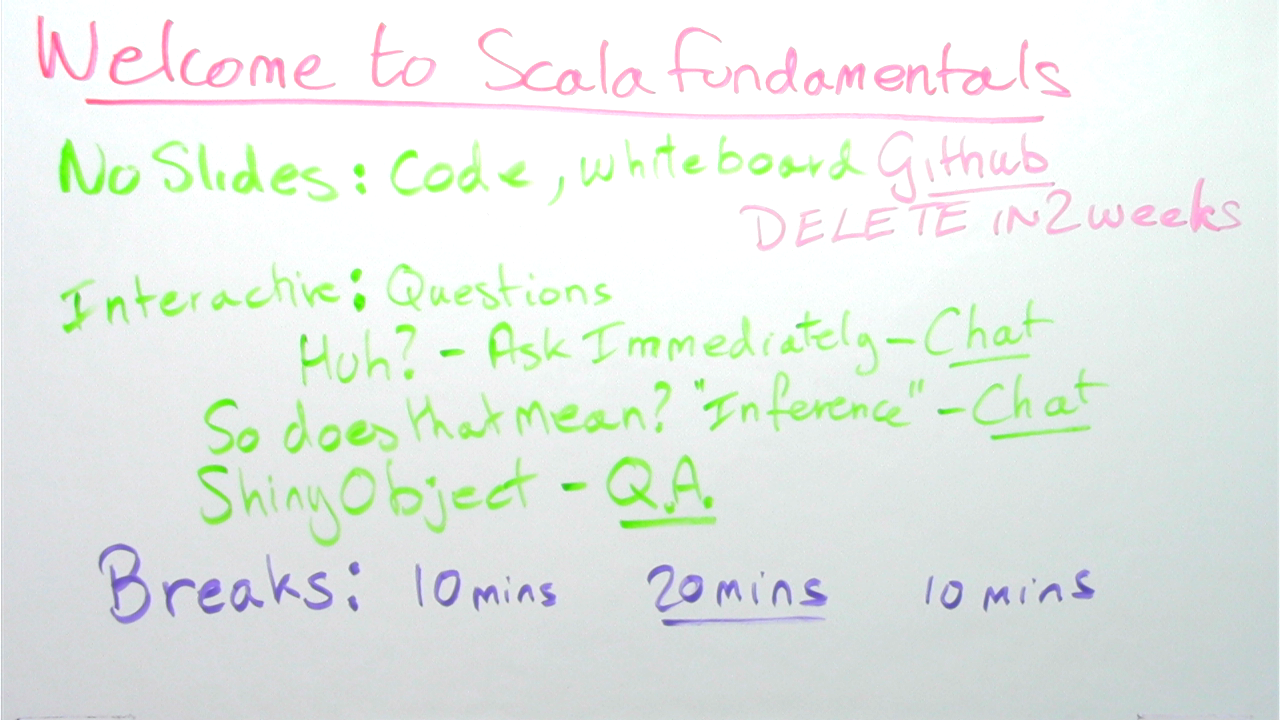 Welcome to Scala Fundamentals
No Slides: Code, whiteboard Github
DELETE IN 2 weeks
Interactive: Questions
Huh? - Ask Immediately - Chat
So does that mean? "Inference" - Chat
Shiny Object - Q.A.
Breaks: 10 mins 20 mins 10 mins